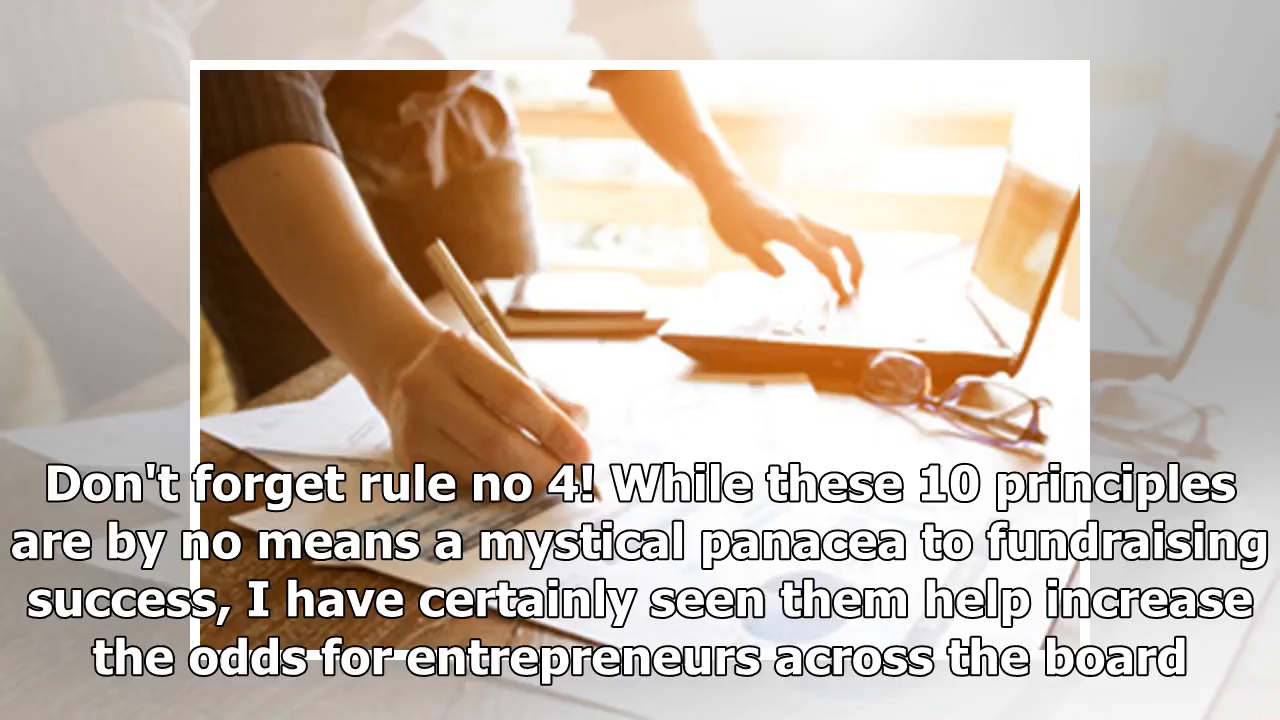 Don't forget rule no 4! While these 10 principles
are by no means a mystical panacea to fundraising
success, I have certainly seen them help increase
the odds for entrepreneurs across the board